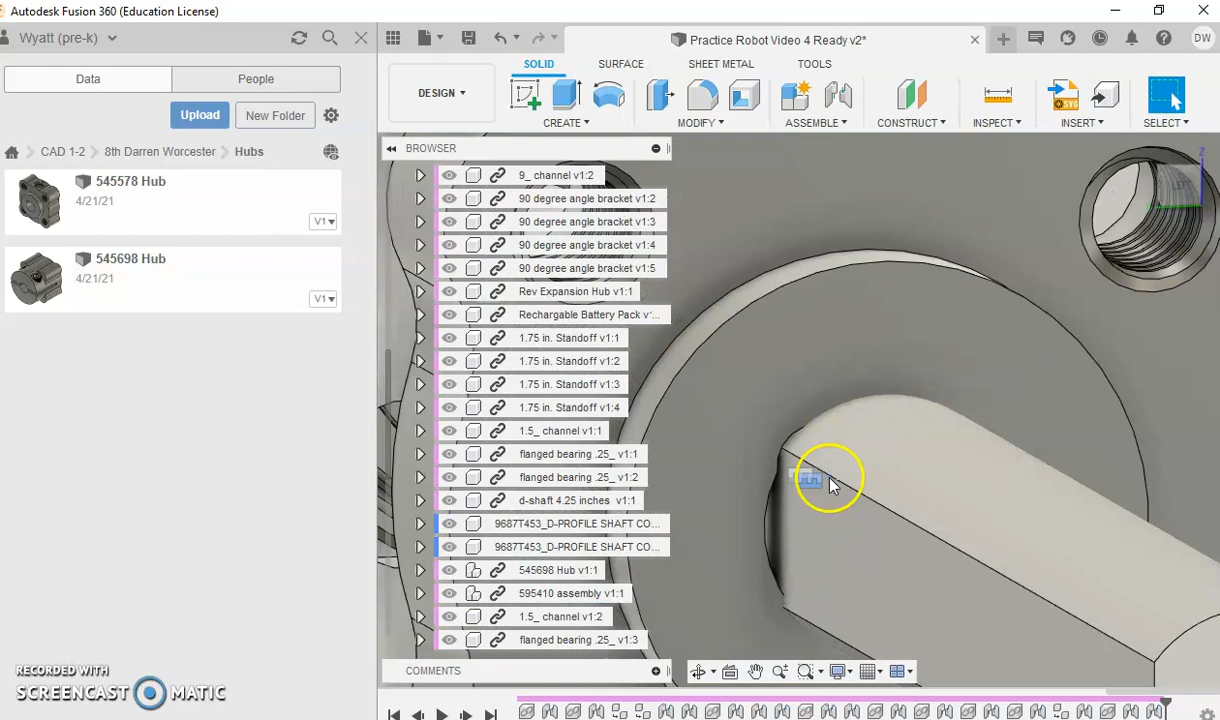 Autodesk Fusion 360 (Education License)
Wyatt (pre-k)
Practice Robot Video 4 Ready v2*
DW
Data People
Upload New Folder
CAD 1-2 8th Darren Worcester Hubs
545578 Hub
4/21/21
V1
545698 Hub
4/21/21
V1
DESIGN
SOLID SURFACE SHEET METAL TOOLS
CREATE MODIFY ASSEMBLE CONSTRUCT INSPECT INSERT SELECT
BROWSER
9_ channel v1:2
90 degree angle bracket v1:2
90 degree angle bracket v1:3
90 degree angle bracket v1:4
90 degree angle bracket v1:5
Rev Expansion Hub v1:1
Rechargable Battery Pack v'...
1.75 in. Standoff v1:1
1.75 in. Standoff v1:2
1.75 in. Standoff v1:3
1.75 in. Standoff v1:4
1.5_ channel v1:1
flanged bearing .25_ v1:1
flanged bearing .25_ v1:2
d-shaft 4.25 inches v1:1
9687T453_D-PROFILE SHAFT CO...
9687T453_D-PROFILE SHAFT CO...
545698 Hub v1:1
595410 assembly v1:1
1.5_ channel v1:2
flanged bearing .25_ v1:3
COMMENTS
Z
LEFT
SVG
RECORDED WITH
SCREENCAST MATIC